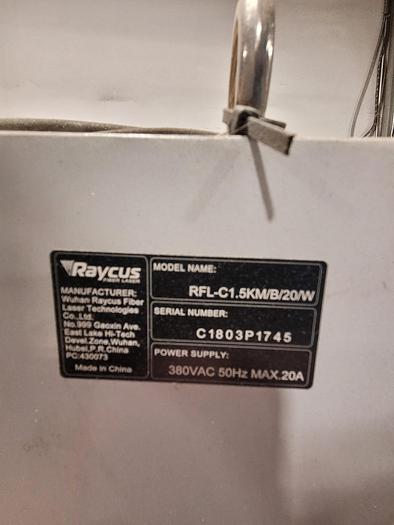 Raycus
FIBER LASER
MANUFACTURER:
Wuhan Raycus Fiber
Laser Technologies
Co.,Ltd.
No.999 Gaoxin Ave.
East Lake Hi-Tech
Devel.Zone,Wuhan,
Hubei,P.R.China
PC:430073
Made in China
MODEL NAME:
RFL-C1.5KM/B/20/W
SERIAL NUMBER:
C1803P1745
POWER SUPPLY:
380VAC 50Hz MAX.20A